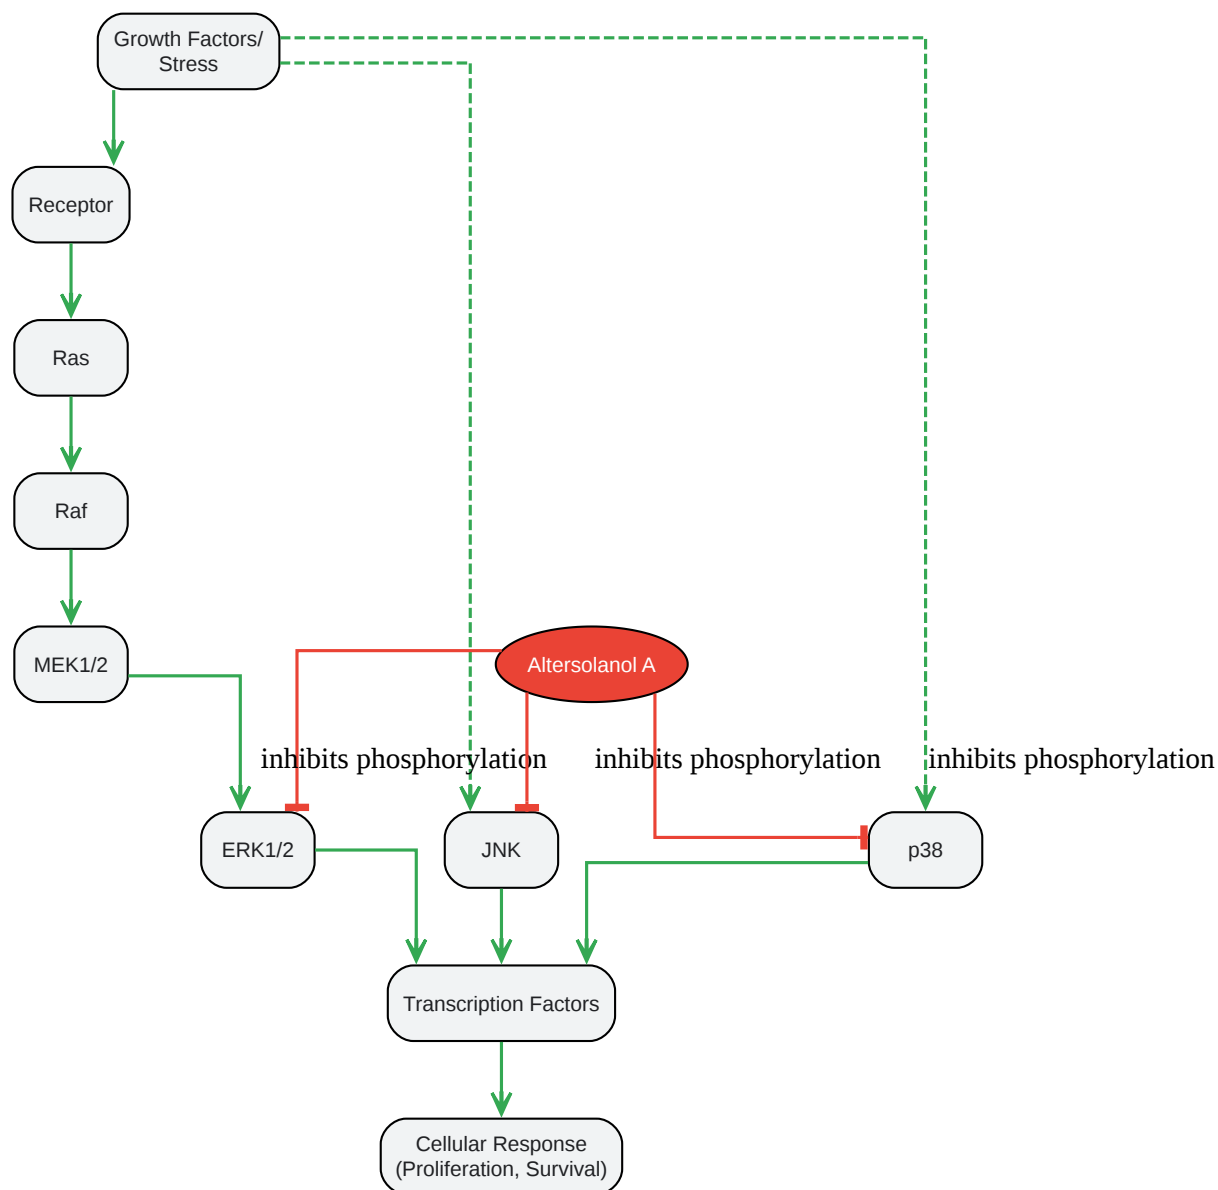 Growth Factors/
Stress
Receptor
Ras
Raf
MEK1/2
Altersolanol A
inhibits phosphorylation
inhibits phosphorylation
inhibits phosphorylation
ERK1/2
JNK
p38
Transcription Factors
Cellular Response
(Proliferation, Survival)